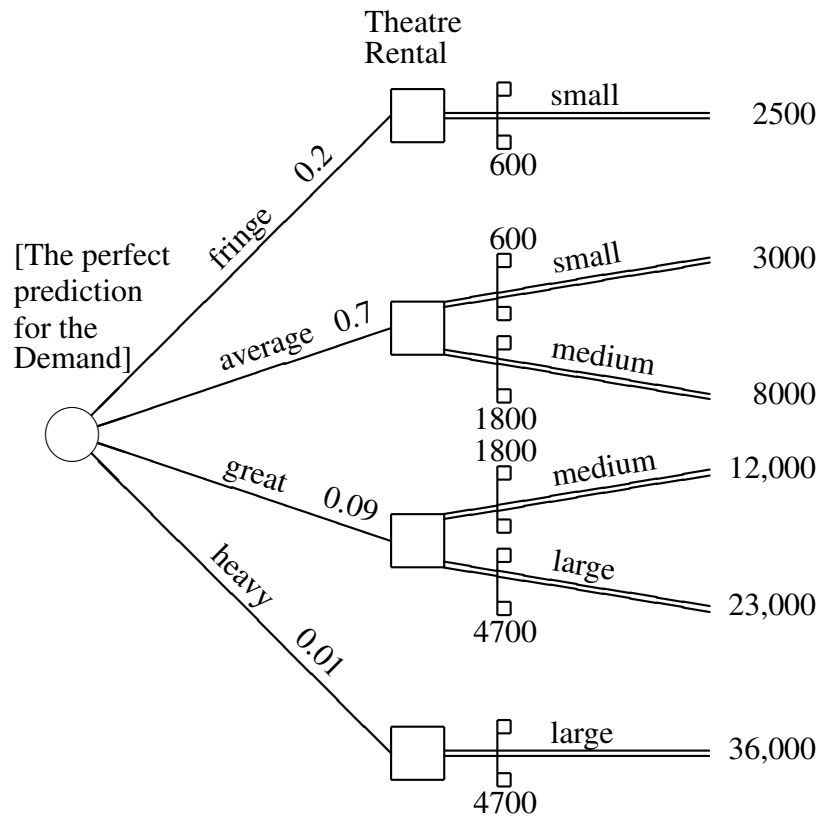 Theatre
Rental
small
2500
600
0.2
fringe
[The perfect
prediction
for the
Demand]
600
small
3000
average 0.7
medium
8000
1800
1800
medium
12,000
great 0.09
large
23,000
4700
heavy 0.01
large
36,000
4700